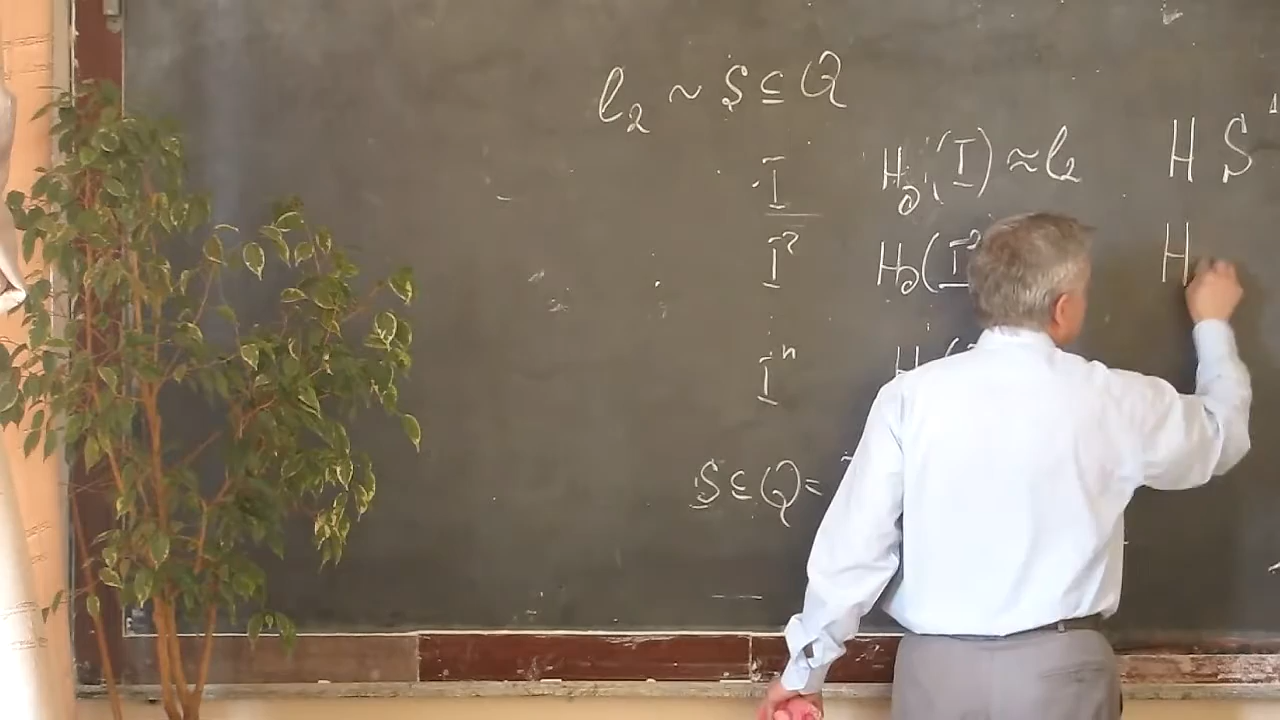 l₂ ~ S ⊆ Q
I H∂(I) ≈ l₂ H S
I² H∂(I² H
Iⁿ H
S ⊆ Q =